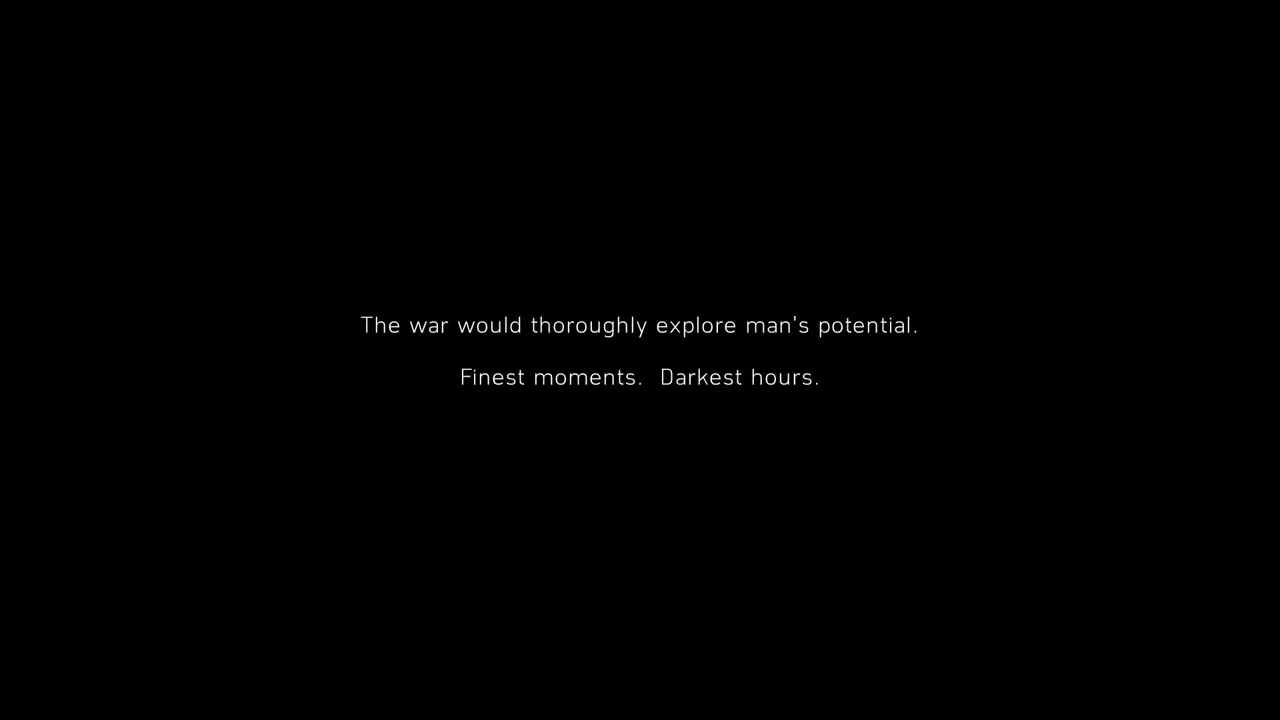 The war would thoroughly explore man's potential.
Finest moments.  Darkest hours.